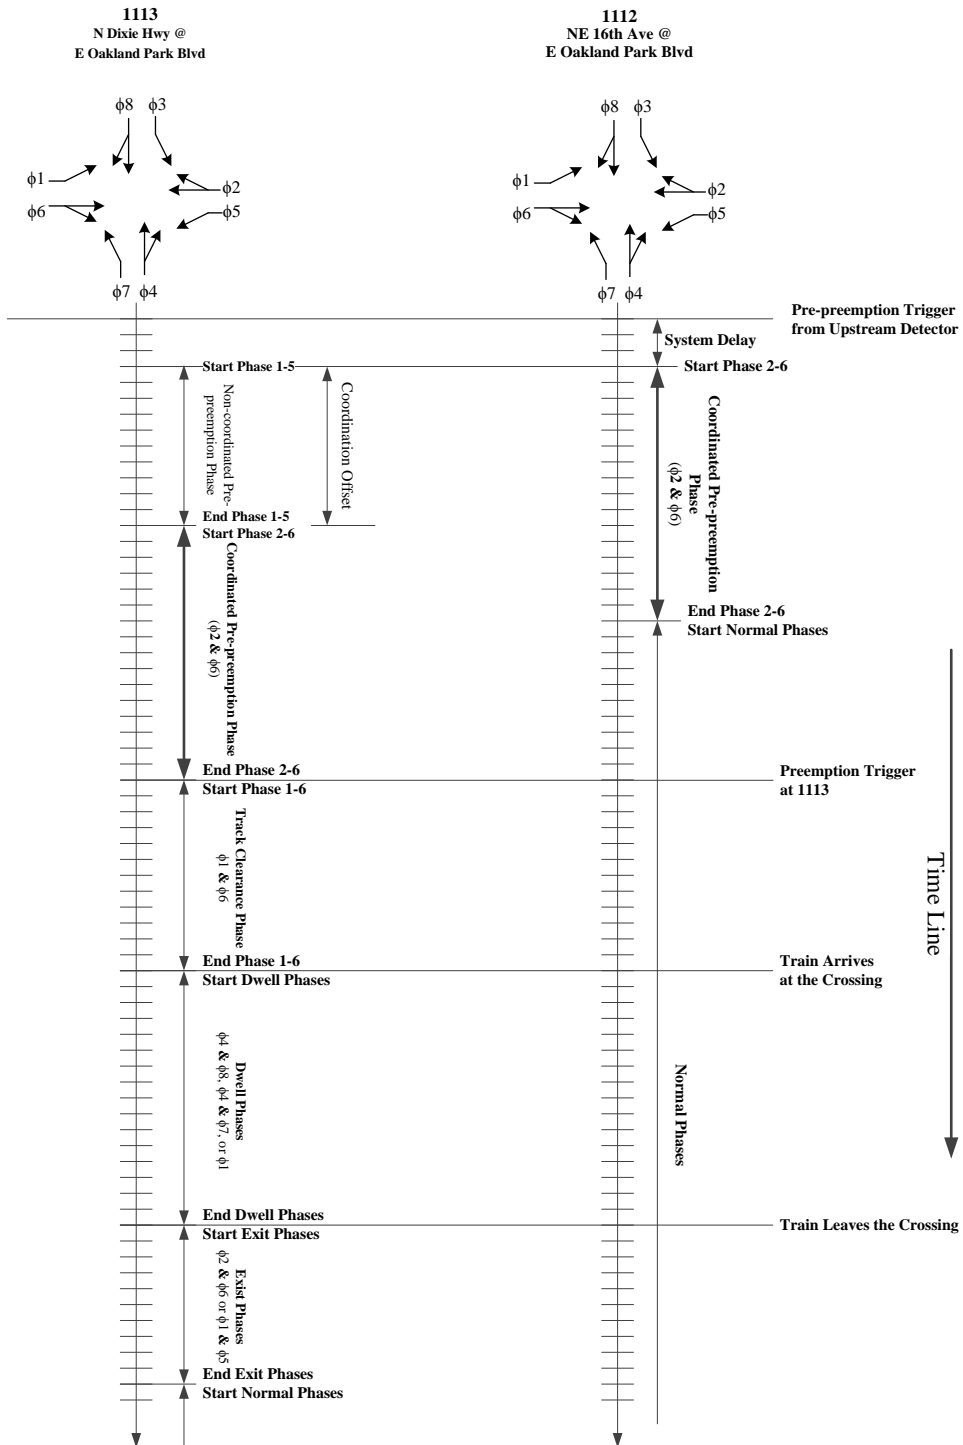 1113
N Dixie Hwy @
E Oakland Park Blvd
1112
NE 16th Ave @
E Oakland Park Blvd
ϕ8 ϕ3
ϕ1
ϕ6
ϕ2
ϕ5
ϕ7 ϕ4
ϕ8 ϕ3
ϕ1
ϕ6
ϕ2
ϕ5
ϕ7 ϕ4
Pre-preemption Trigger
from Upstream Detector
System Delay
Start Phase 1-5
Start Phase 2-6
Non-coordinated Pre-
preemption Phase
Coordination Offset
Coordinated Pre-preemption
Phase
(ϕ2 & ϕ6)
End Phase 1-5
Start Phase 2-6
Coordinated Pre-preemption Phase
(ϕ2 & ϕ6)
End Phase 2-6
Start Normal Phases
End Phase 2-6
Start Phase 1-6
Preemption Trigger
at 1113
Track Clearance Phase
ϕ1 & ϕ6
Time Line
End Phase 1-6
Start Dwell Phases
Train Arrives
at the Crossing
Dwell Phases
ϕ4 & ϕ8, ϕ4 & ϕ7, or ϕ1
Normal Phases
End Dwell Phases
Start Exit Phases
Train Leaves the Crossing
Exist Phases
ϕ2 & ϕ6 or ϕ1 & ϕ5
End Exit Phases
Start Normal Phases